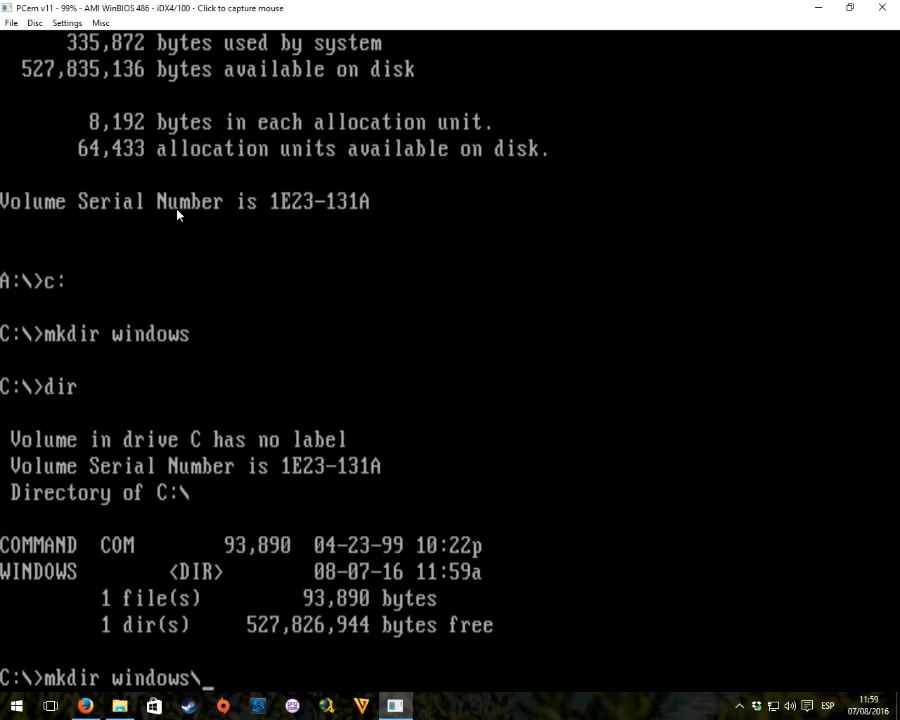 PCem v11 - 99% - AMI WinBIOS 486 - iDX4/100 - Click to capture mouse
File Disc Settings Misc
335,872 bytes used by system
527,835,136 bytes available on disk
8,192 bytes in each allocation unit.
64,433 allocation units available on disk.
Volume Serial Number is 1E23-131A
A:\>c:
C:\>mkdir windows
C:\>dir
Volume in drive C has no label
Volume Serial Number is 1E23-131A
Directory of C:\
COMMAND COM 93,890 04-23-99 10:22p
WINDOWS <DIR> 08-07-16 11:59a
1 file(s) 93,890 bytes
1 dir(s) 527,826,944 bytes free
C:\>mkdir windows\_
ESP
11:59
07/08/2016